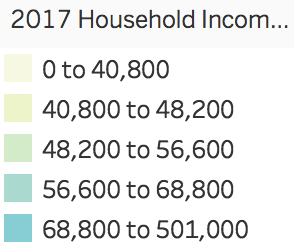 2017 Household Incom...
0 to 40,800
40,800 to 48,200
48,200 to 56,600
56,600 to 68,800
68,800 to 501,000